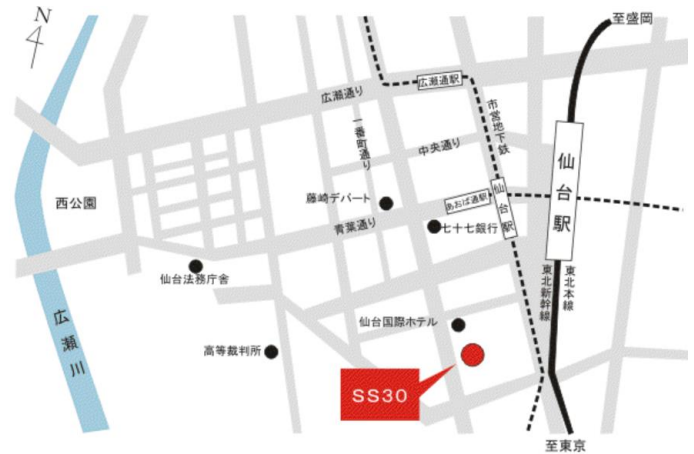 N
至盛岡
広瀬通り
広瀬通駅
市営地下鉄
一番町通り
中央通り
仙台駅
西公園
藤崎デパート
あおば通駅
仙台駅
青葉通り
七十七銀行
仙台法務庁舎
東北新幹線
東北本線
広瀬川
仙台国際ホテル
高等裁判所
SS30
至東京